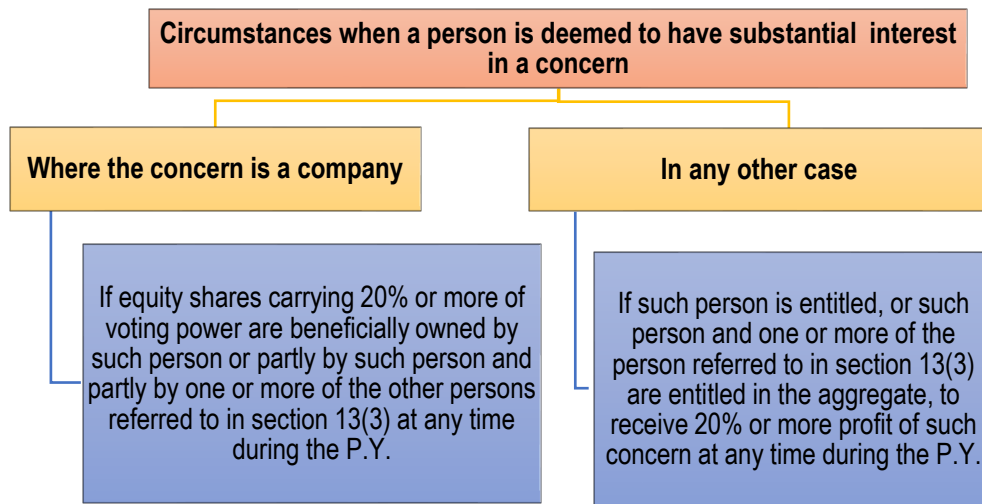 Circumstances when a person is deemed to have substantial interest
in a concern
Where the concern is a company
In any other case
If equity shares carrying 20% or more of
voting power are beneficially owned by
such person or partly by such person and
partly by one or more of the other persons
referred to in section 13(3) at any time
during the P.Y.
If such person is entitled, or such
person and one or more of the
person referred to in section 13(3)
are entitled in the aggregate, to
receive 20% or more profit of such
concern at any time during the P.Y.